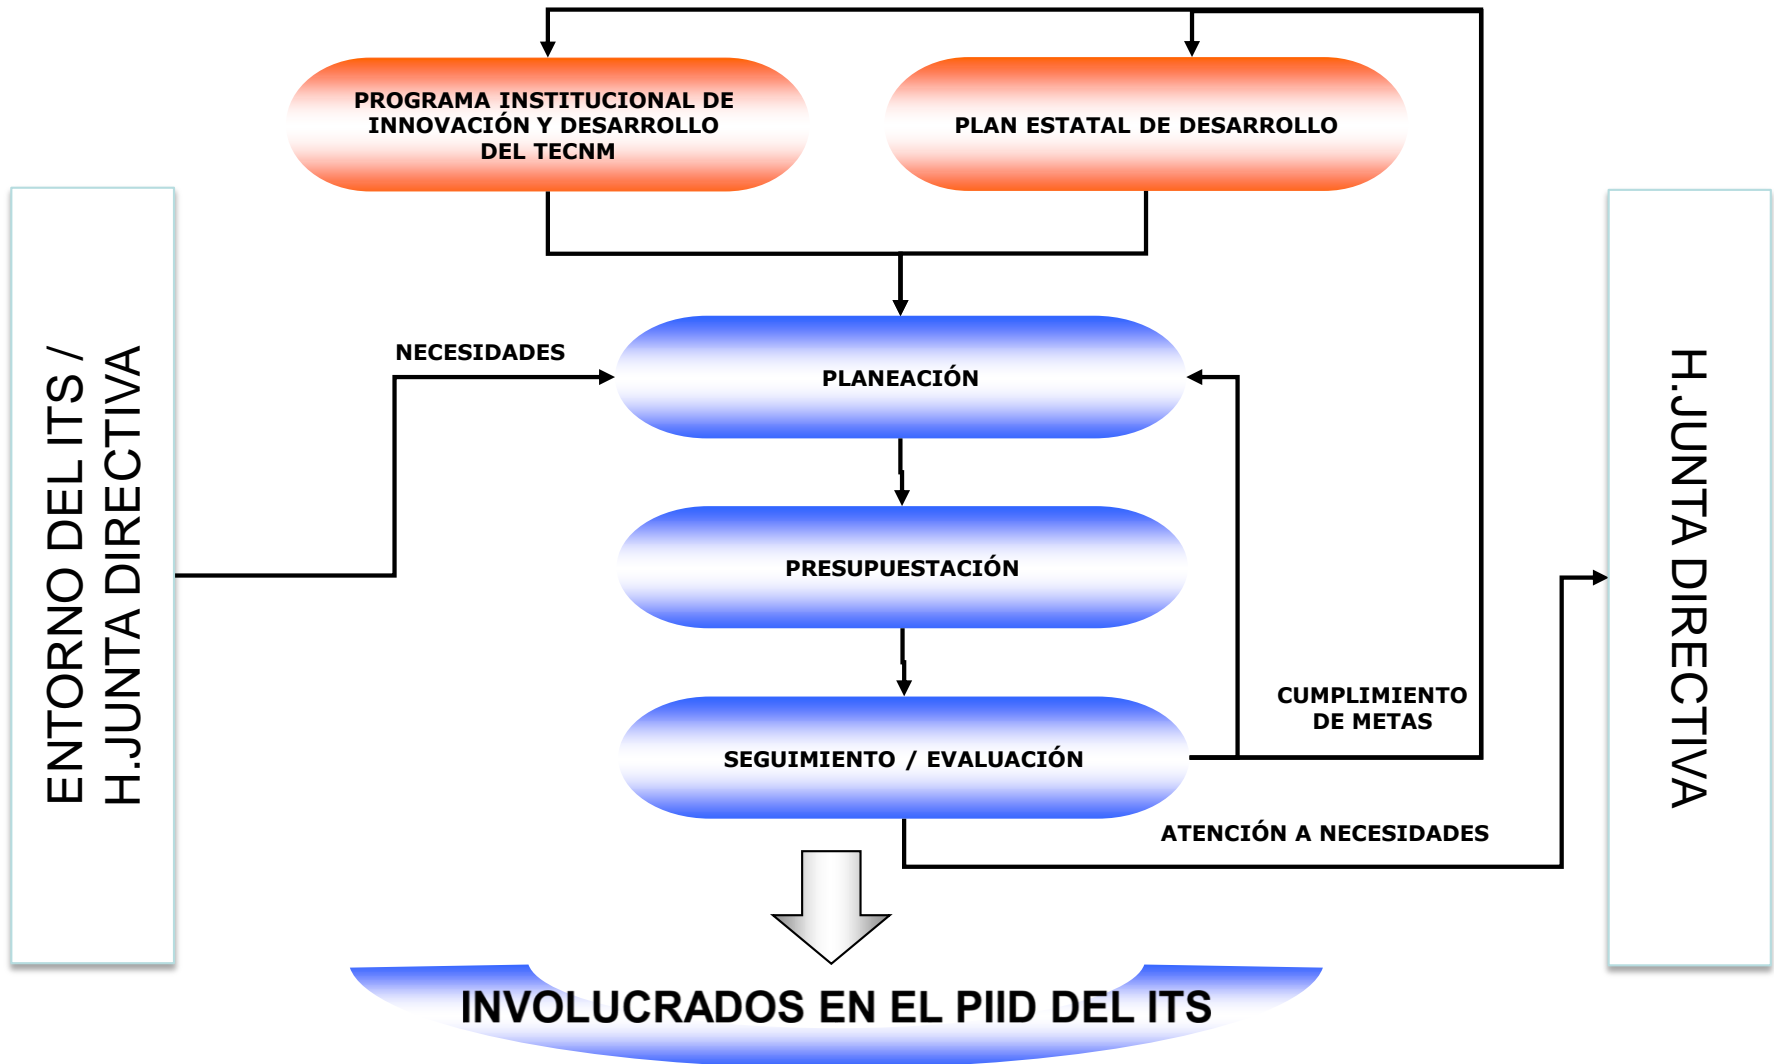 PROGRAMA INSTITUCIONAL DE
INNOVACIÓN Y DESARROLLO
DEL TECNM
PLAN ESTATAL DE DESARROLLO
ENTORNO DEL ITS /
H.JUNTA DIRECTIVA
NECESIDADES
PLANEACIÓN
H.JUNTA DIRECTIVA
PRESUPUESTACIÓN
CUMPLIMIENTO
DE METAS
SEGUIMIENTO / EVALUACIÓN
ATENCIÓN A NECESIDADES
INVOLUCRADOS EN EL PIID DEL ITS